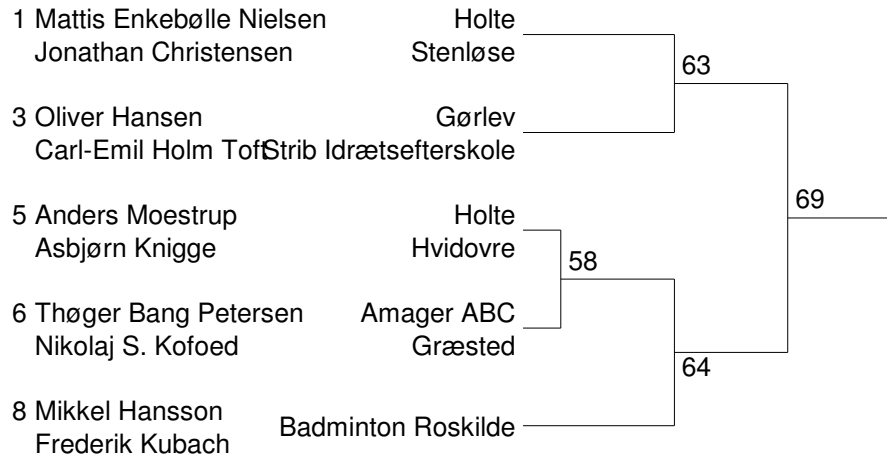 1 Mattis Enkebølle Nielsen Holte
Jonathan Christensen Stenløse
63
3 Oliver Hansen Gørlev
Carl-Emil Holm Toft Strib Idrætsefterskole
69
5 Anders Moestrup Holte
Asbjørn Knigge Hvidovre
58
6 Thøger Bang Petersen Amager ABC
Nikolaj S. Kofoed Græsted
64
8 Mikkel Hansson
Badminton Roskilde
Frederik Kubach